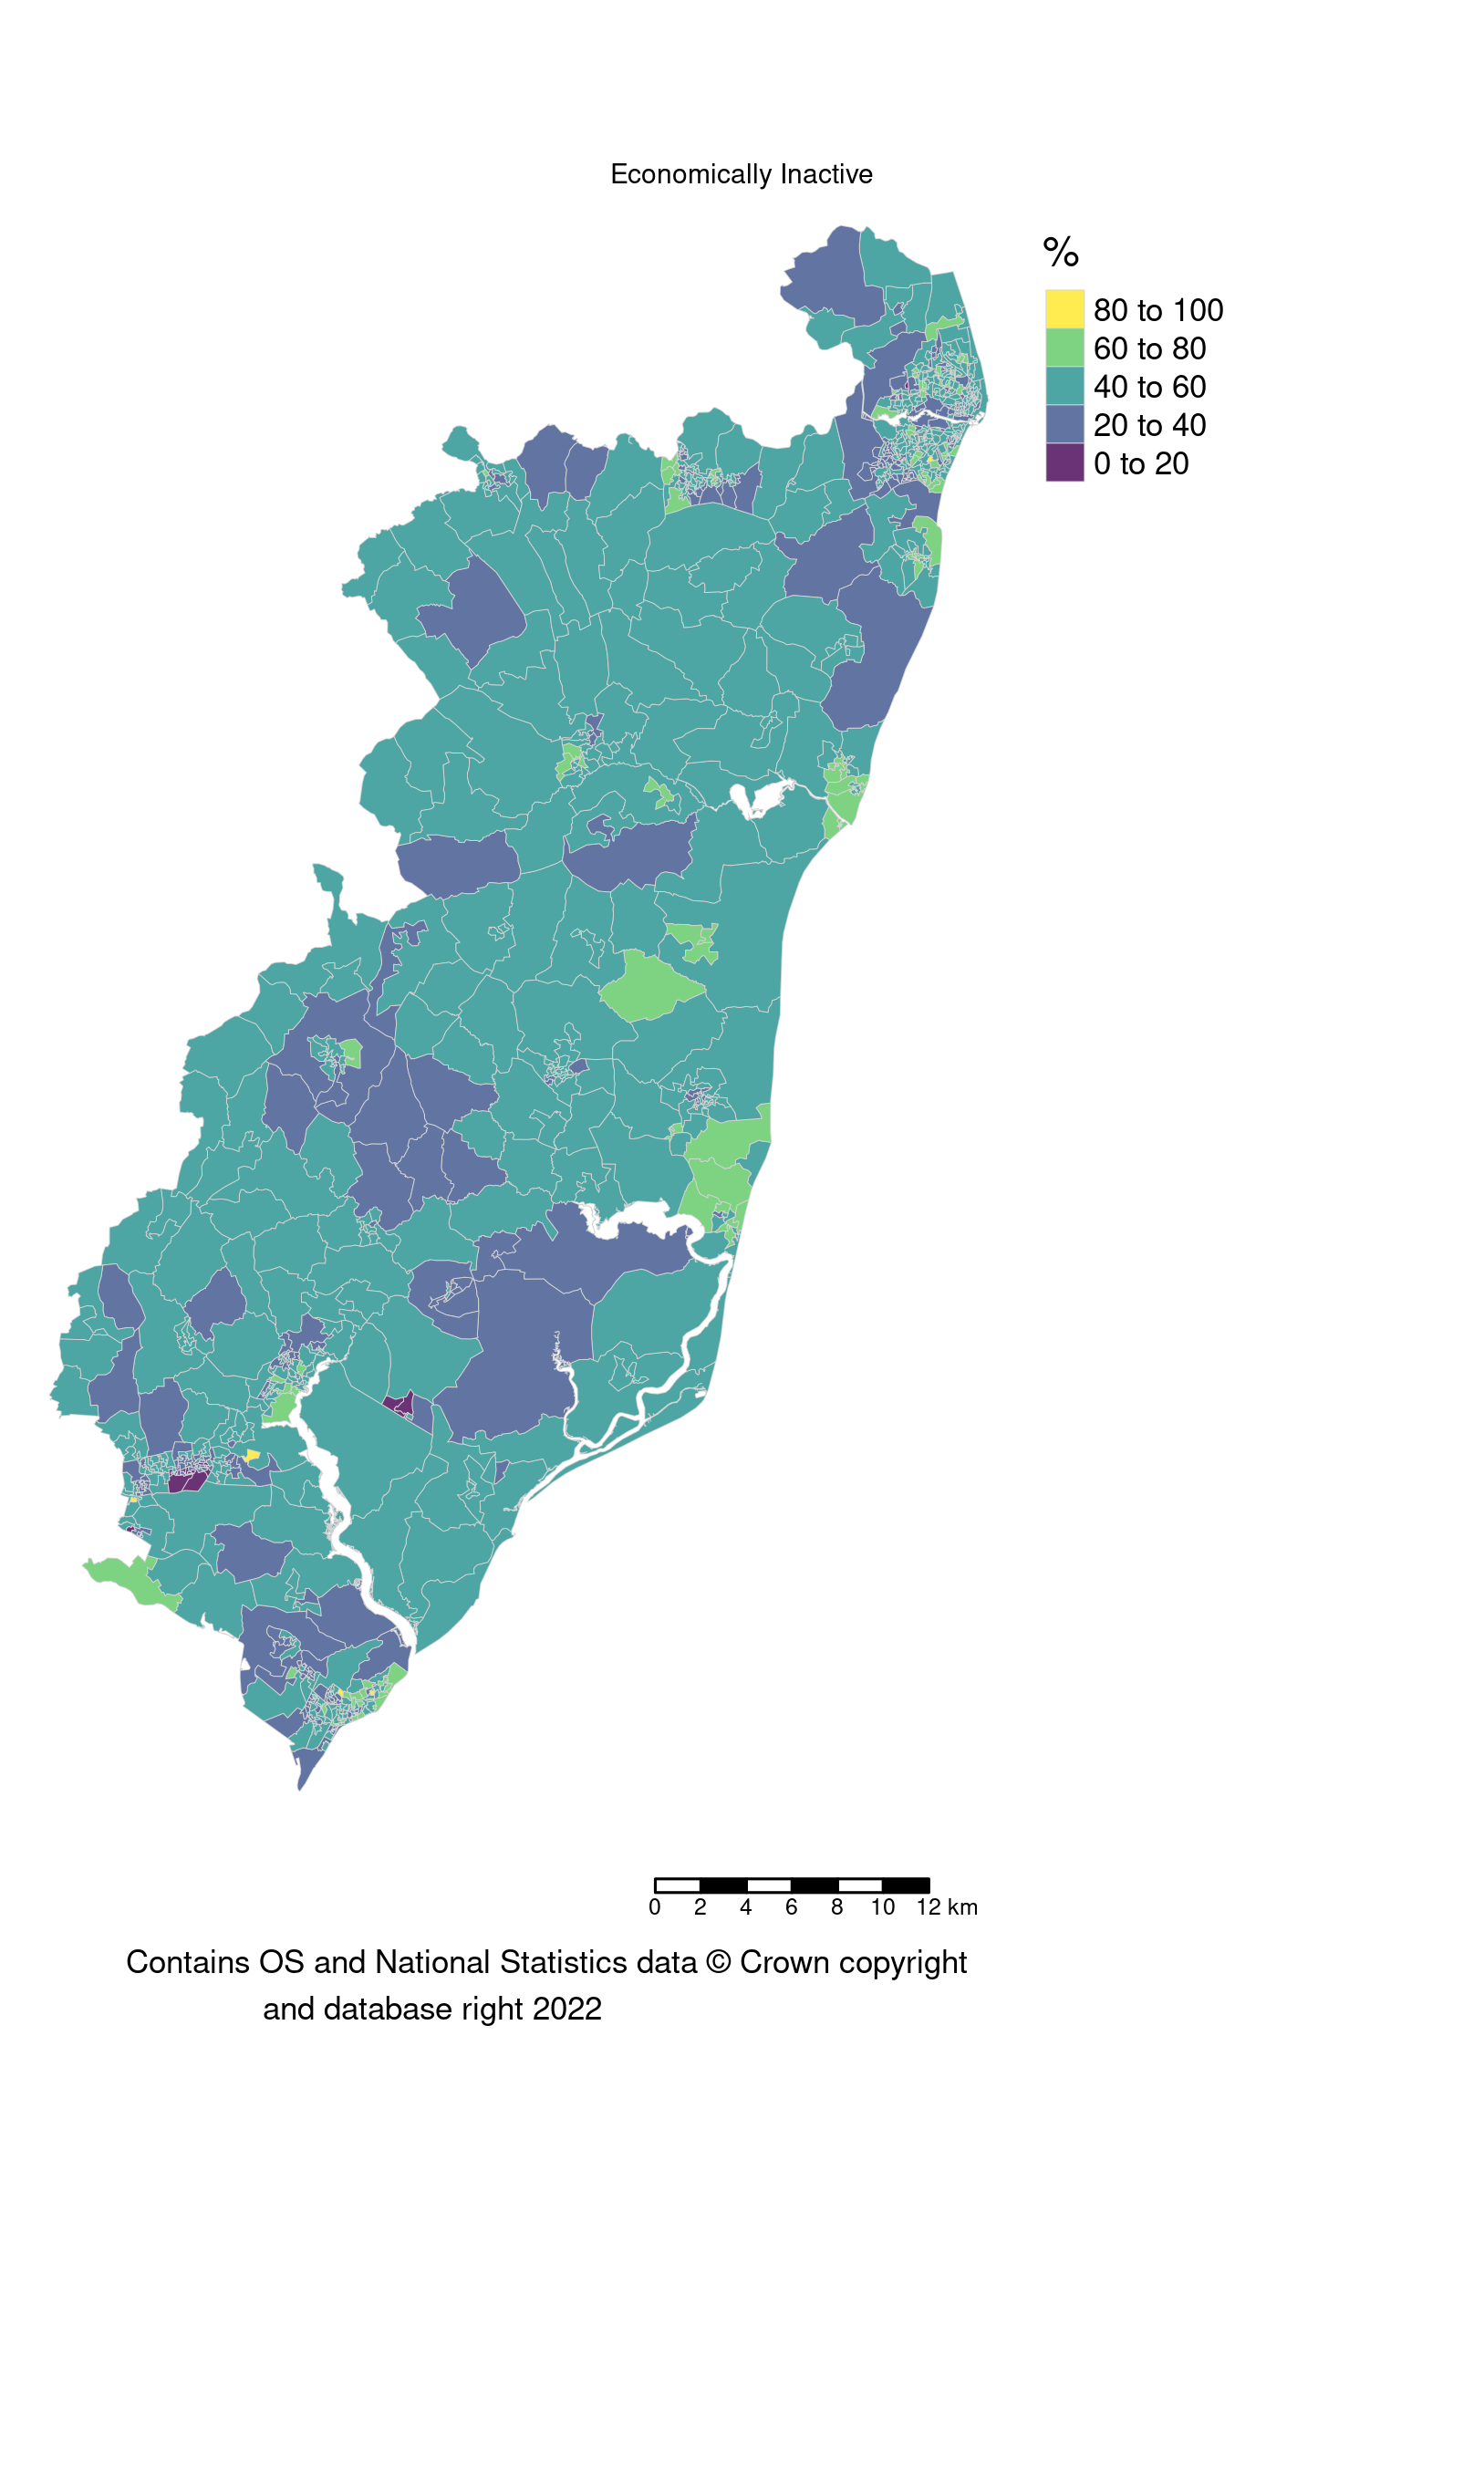 Economically Inactive
%
80 to 100
60 to 80
40 to 60
20 to 40
0 to 20
0 2 4 6 8 10 12 km
Contains OS and National Statistics data © Crown copyright
and database right 2022